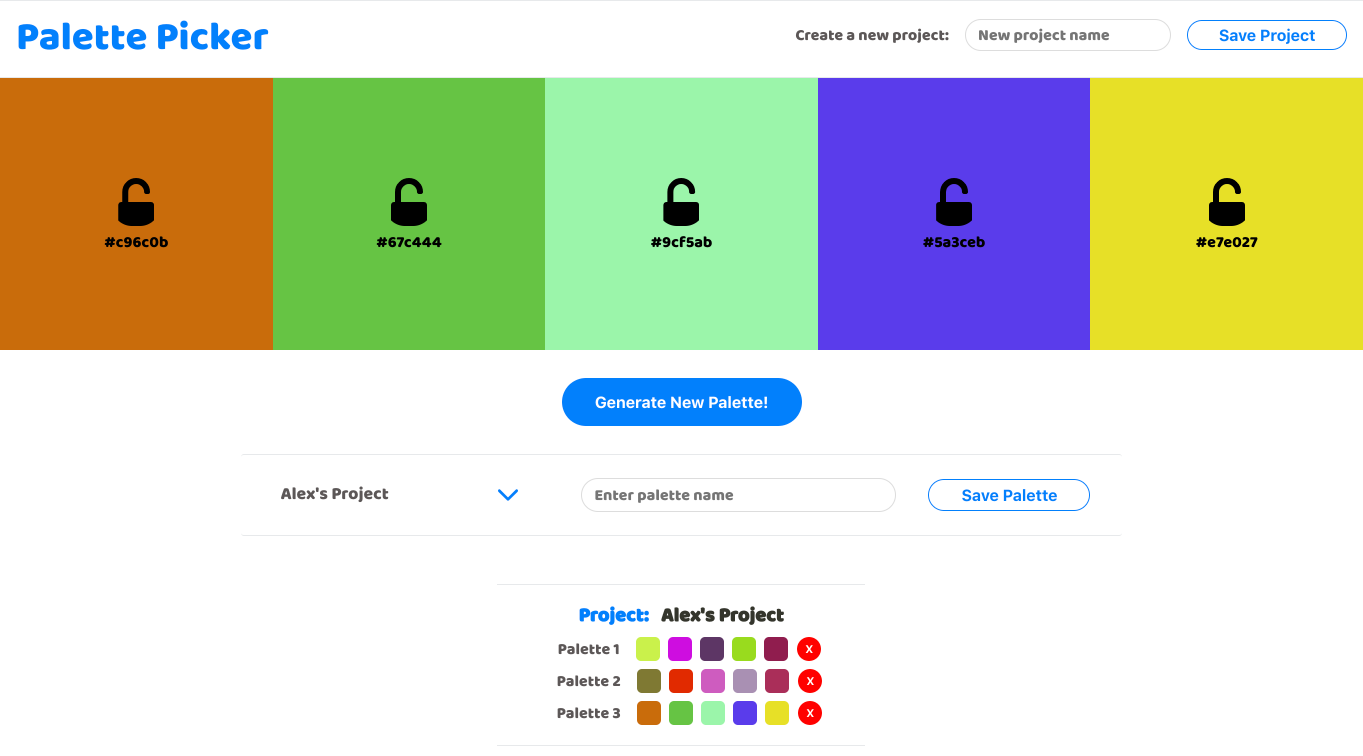 Palette Picker
Create a new project: New project name Save Project
#c96c0b #67c444 #9cf5ab #5a3ceb #e7e027
Generate New Palette!
Alex's Project Enter palette name Save Palette
Project: Alex's Project
Palette 1 X
Palette 2 X
Palette 3 X